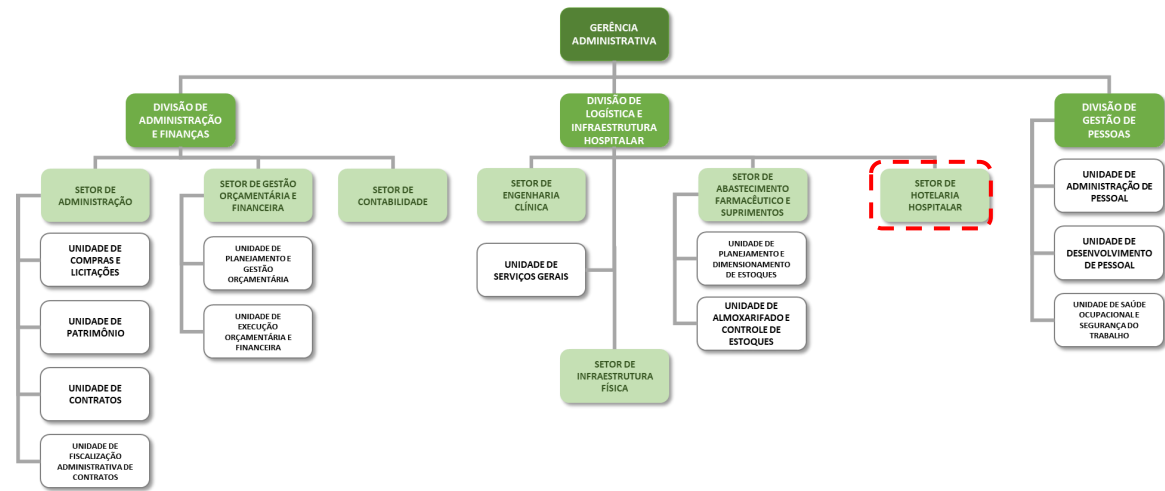 GERÊNCIA
ADMINISTRATIVA
DIVISÃO DE
ADMINISTRAÇÃO
E FINANÇAS
DIVISÃO DE
LOGÍSTICA E
INFRAESTRUTURA
HOSPITALAR
DIVISÃO DE
GESTÃO DE
PESSOAS
SETOR DE
ADMINISTRAÇÃO
SETOR DE GESTÃO
ORÇAMENTÁRIA E
FINANCEIRA
SETOR DE
CONTABILIDADE
SETOR DE
ENGENHARIA
CLÍNICA
SETOR DE
ABASTECIMENTO
FARMACÊUTICO E
SUPRIMENTOS
SETOR DE
HOTELARIA
HOSPITALAR
UNIDADE DE
ADMINISTRAÇÃO DE
PESSOAL
UNIDADE DE
COMPRAS E
LICITAÇÕES
UNIDADE DE
PLANEJAMENTO E
GESTÃO
ORÇAMENTÁRIA
UNIDADE DE
SERVIÇOS GERAIS
UNIDADE DE
PLANEJAMENTO E
DIMENSIONAMENTO
DE ESTOQUES
UNIDADE DE
DESENVOLVIMENTO
DE PESSOAL
UNIDADE DE
PATRIMÔNIO
UNIDADE DE
EXECUÇÃO
ORÇAMENTÁRIA E
FINANCEIRA
UNIDADE DE
ALMOXARIFADO E
CONTROLE DE
ESTOQUES
UNIDADE DE SAÚDE
OCUPACIONAL E
SEGURANÇA DO
TRABALHO
UNIDADE DE
CONTRATOS
SETOR DE
INFRAESTRUTURA
FÍSICA
UNIDADE DE
FISCALIZAÇÃO
ADMINISTRATIVA DE
CONTRATOS